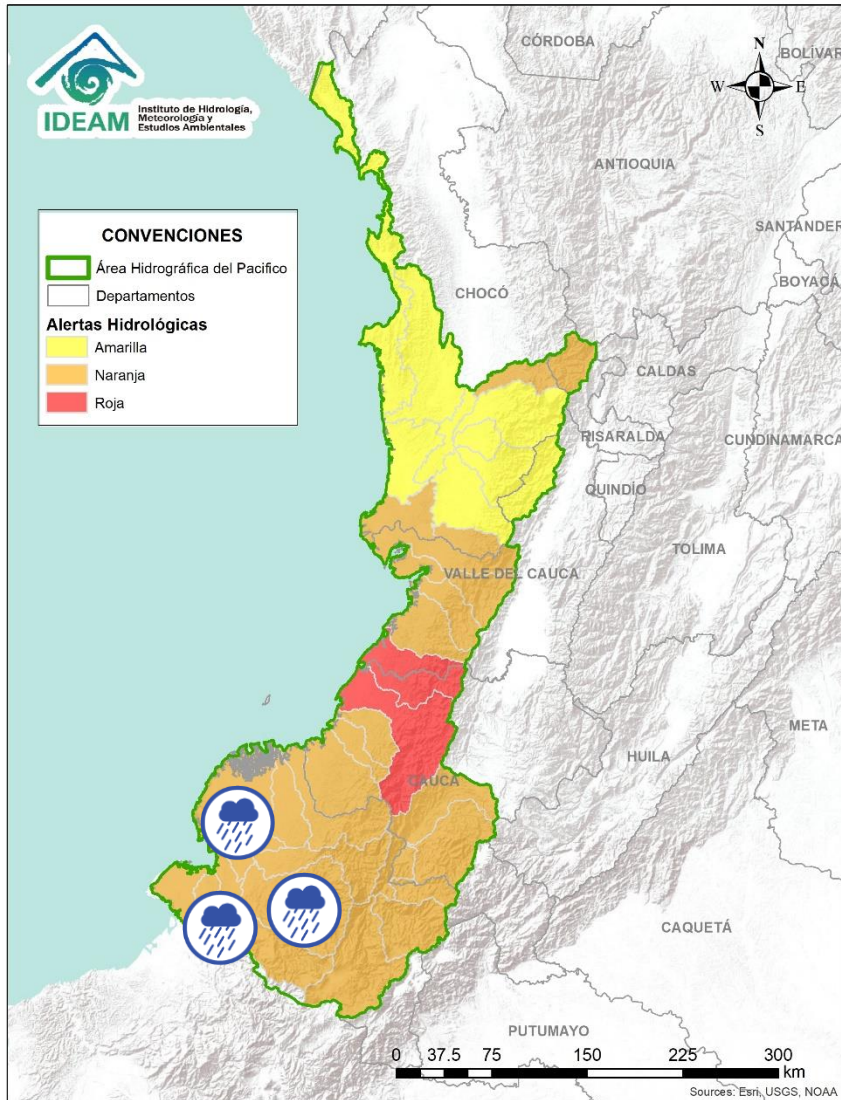 IDEAM
Instituto de Hidrología,
Meteorología y
Estudios Ambientales
CÓRDOBA
BOLÍVAR
N
W
E
S
ANTIOQUIA
SANTANDER
BOYACÁ
CONVENCIONES
Área Hidrográfica del Pacifico
Departamentos
Alertas Hidrológicas
Amarilla
Naranja
Roja
CHOCÓ
CALDAS
RISARALDA
CUNDINAMARCA
QUINDÍO
TOLIMA
VALLE DEL CAUCA
META
HUILA
CAUCA
CAQUETÁ
PUTUMAYO
0 37.5 75 150 225 300
km
Sources: Esri, USGS, NOAA